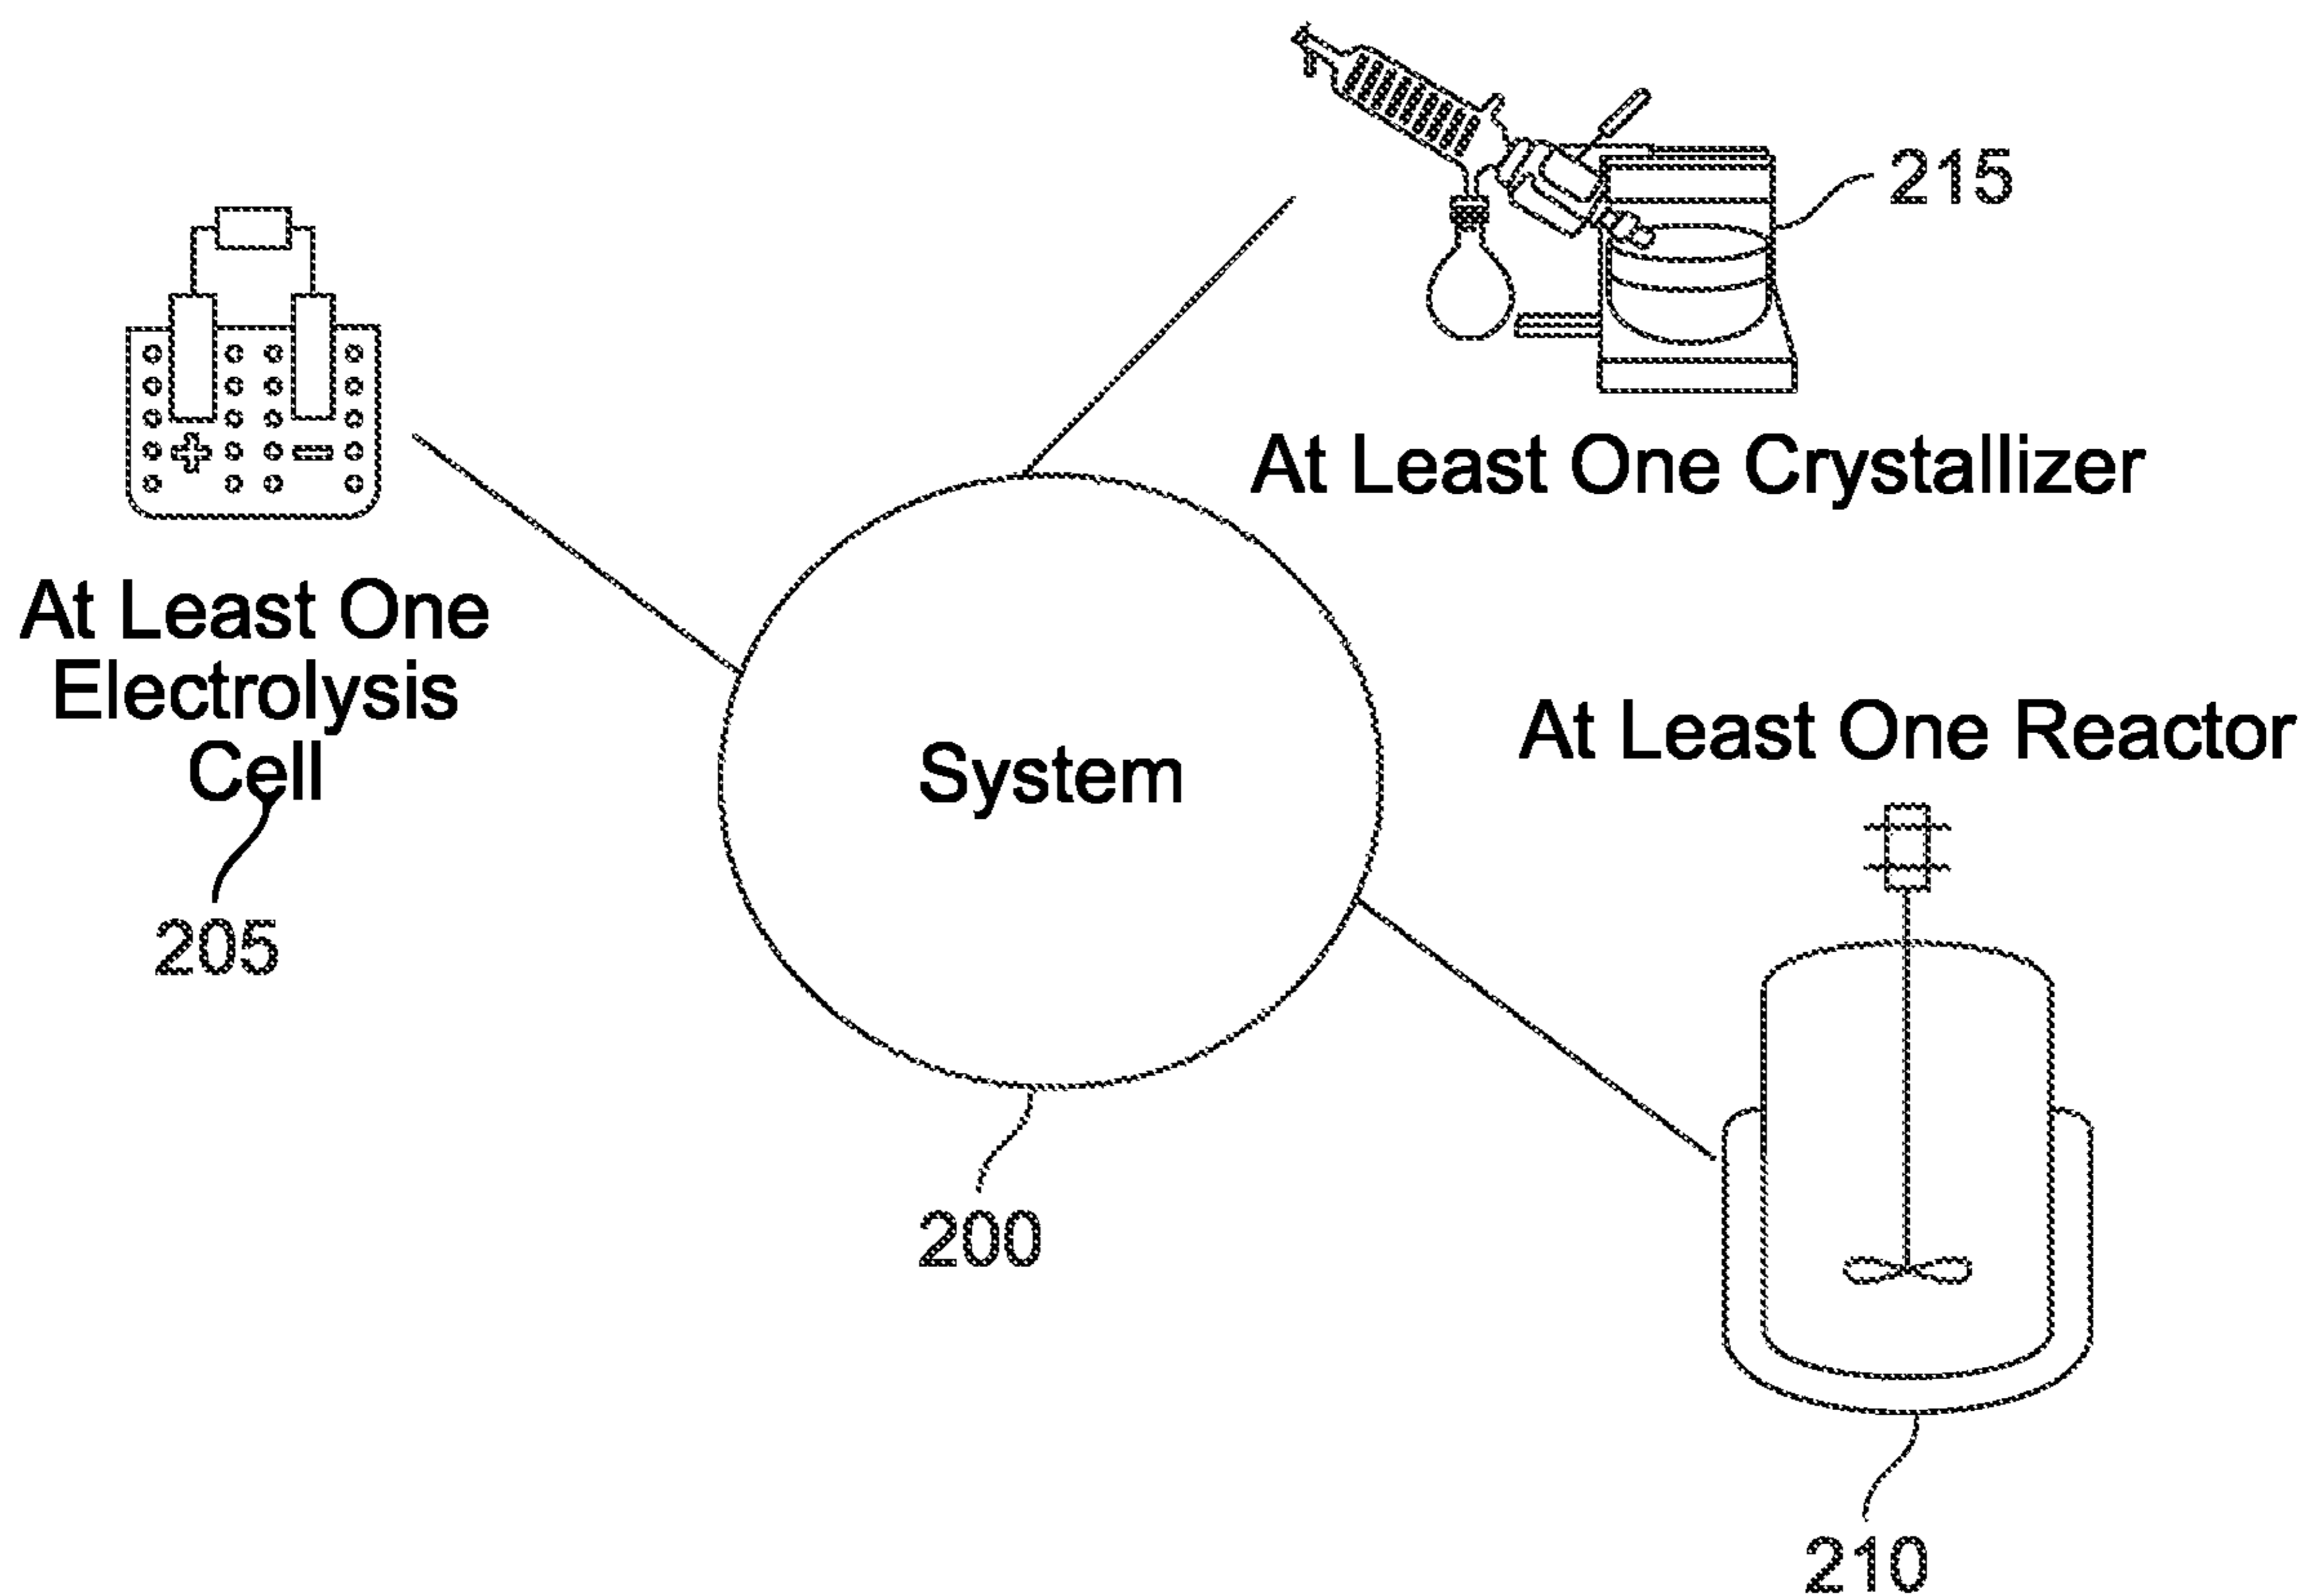 215
At Least One Crystallizer
At Least One
Electrolysis
Cell
205
System
200
At Least One Reactor
210